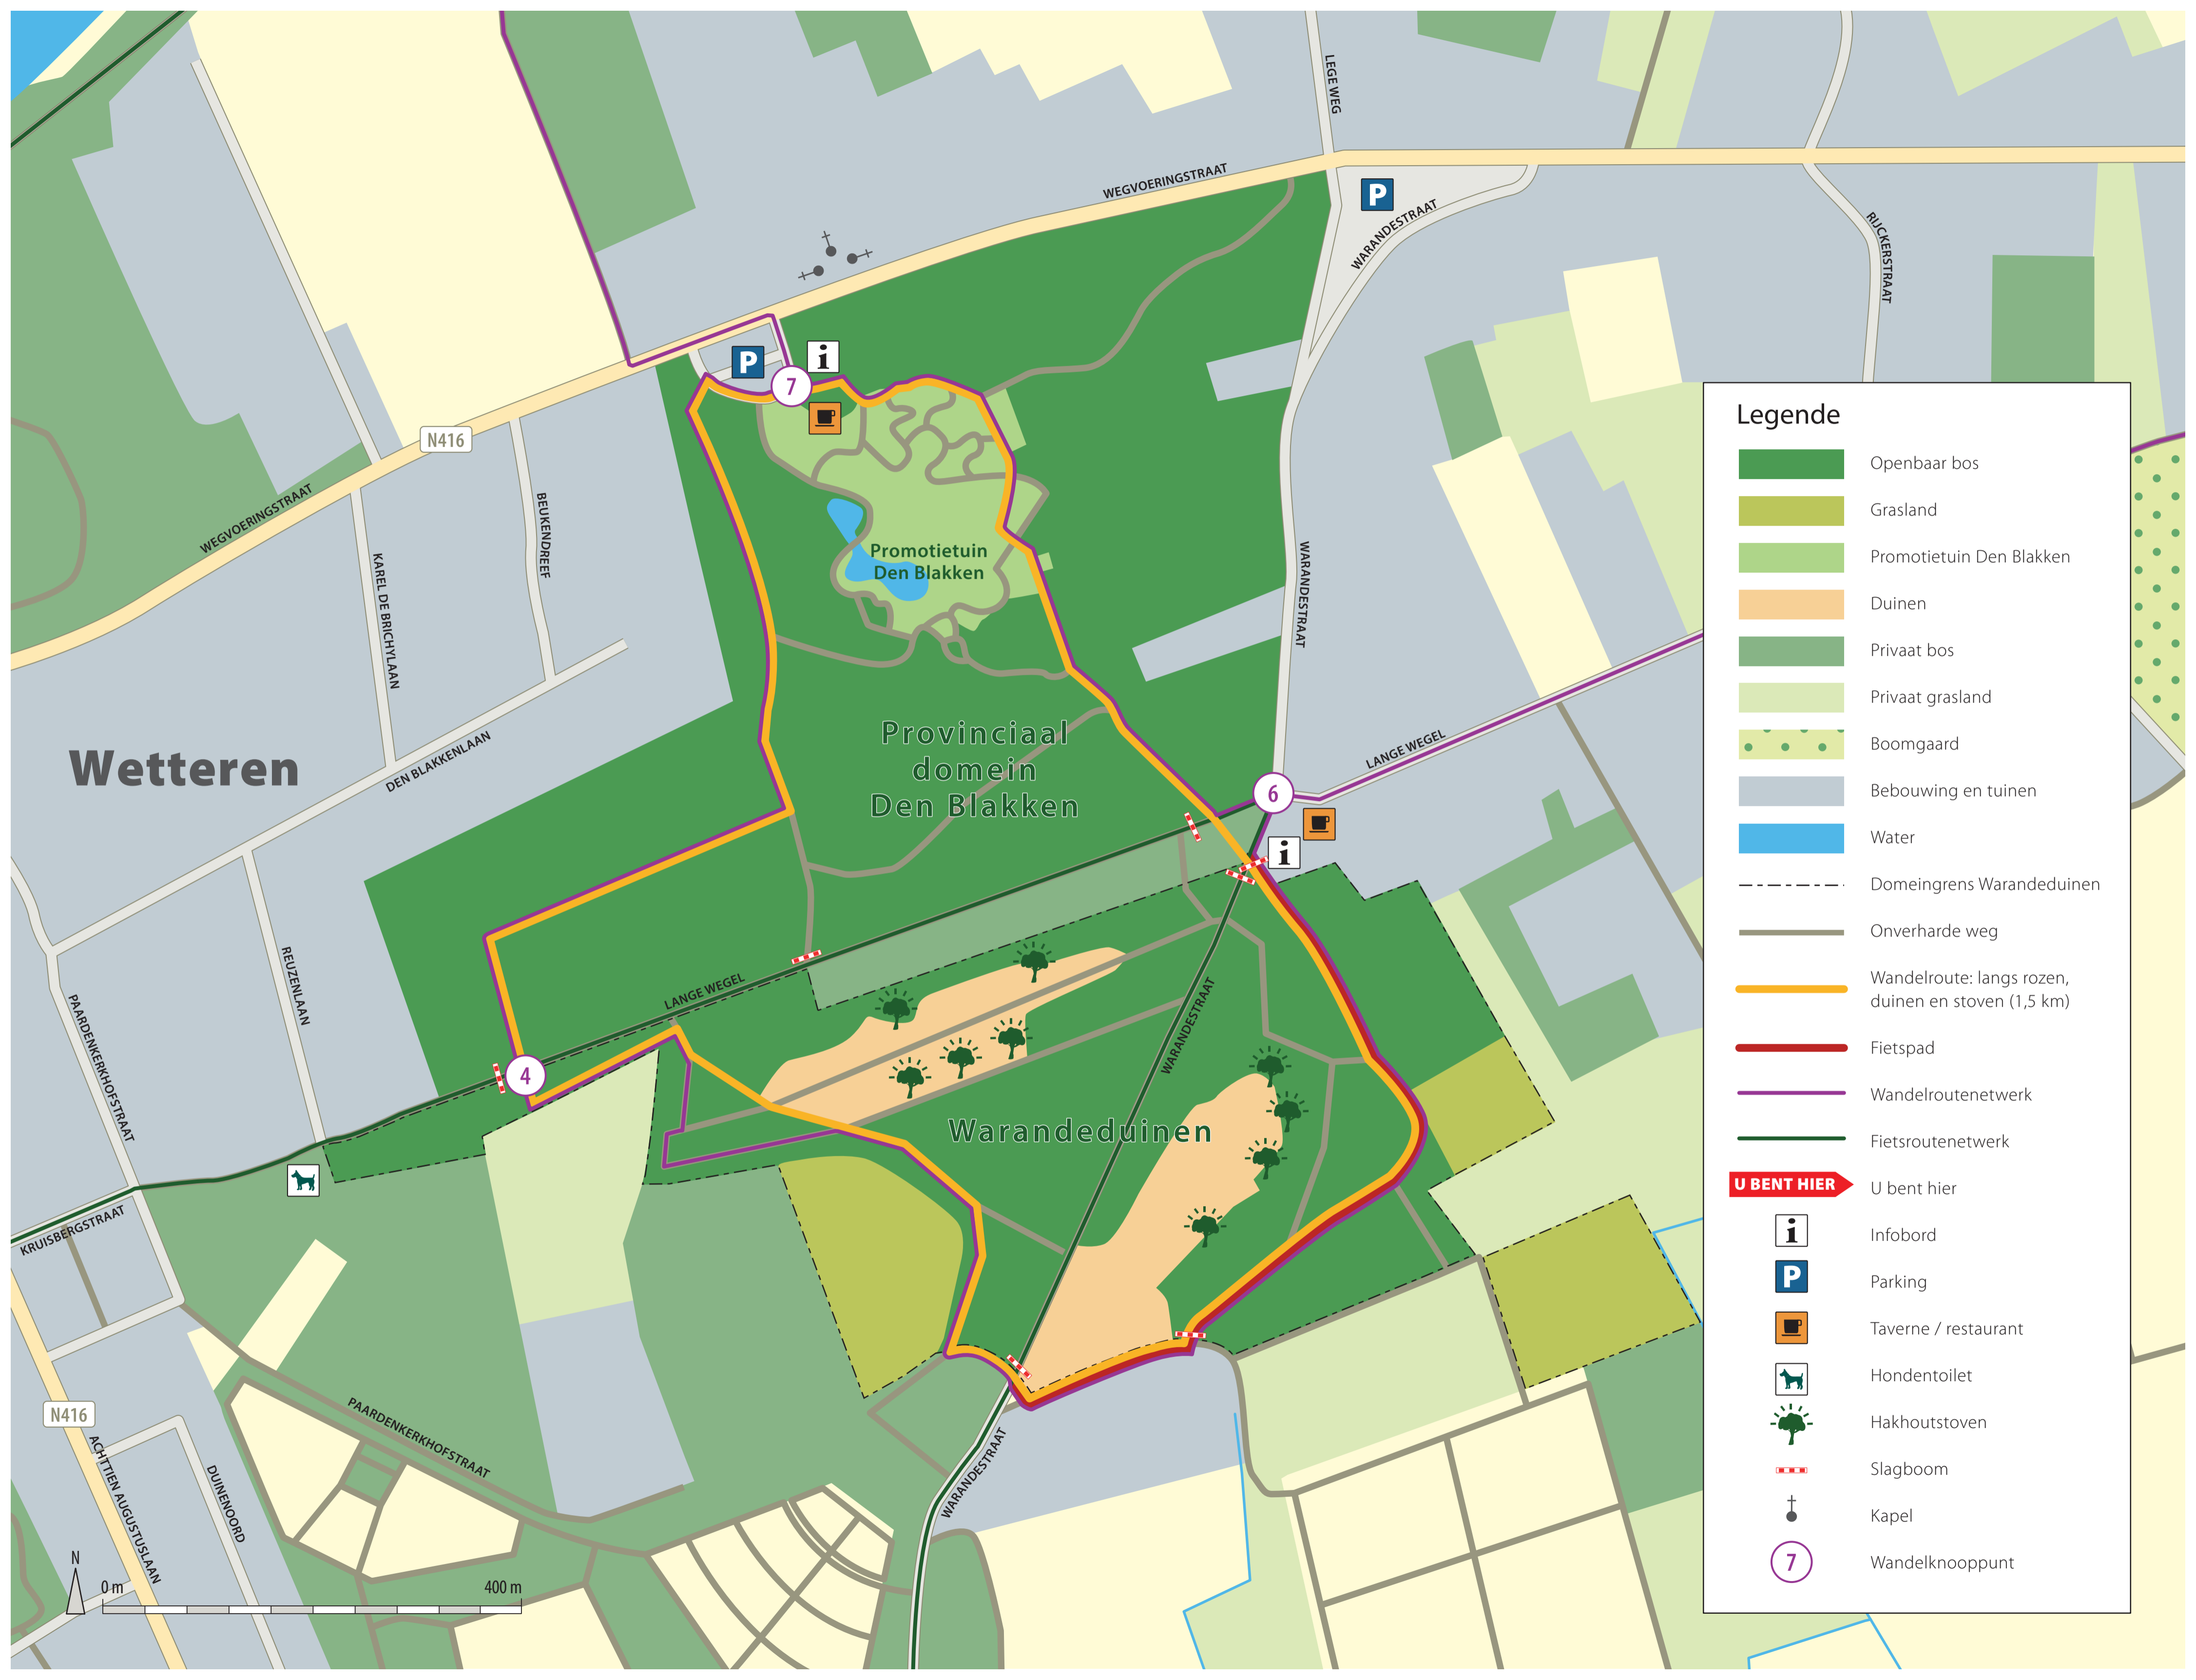 LEGE WEG
WEGVOERINGSTRAAT
P
WARANDESTRAAT
RIJCKERSTRAAT
P
i
7
N416
WEGVOERINGSTRAAT
BEUKENDREEF
KAREL DE BRICHYLAAN
Promotietuin
Den Blakken
WARANDESTRAAT
Wetteren
DEN BLAKKENLAAN
Provinciaal
domein
Den Blakken
LANGE WEGEL
6
i
REUZENLAAN
PAARDENKERKHOFSTRAAT
LANGE WEGEL
WARANDESTRAAT
4
Warandeduinen
KRUISBERGSTRAAT
N416
PAARDENKERKHOFSTRAAT
ACHTTIEN AUGUSTUSLAAN
DUINENOORD
WARANDESTRAAT
N
0 m
400 m
Legende
Openbaar bos
Grasland
Promotietuin Den Blakken
Duinen
Privaat bos
Privaat grasland
Boomgaard
Bebouwing en tuinen
Water
Domeingrens Warandeduinen
Onverharde weg
Wandelroute: langs rozen,
duinen en stoven (1,5 km)
Fietspad
Wandelroutenetwerk
Fietsroutenetwerk
U BENT HIER U bent hier
i Infobord
P Parking
Taverne / restaurant
Hondentoilet
Hakhoutstoven
Slagboom
Kapel
7 Wandelknooppunt